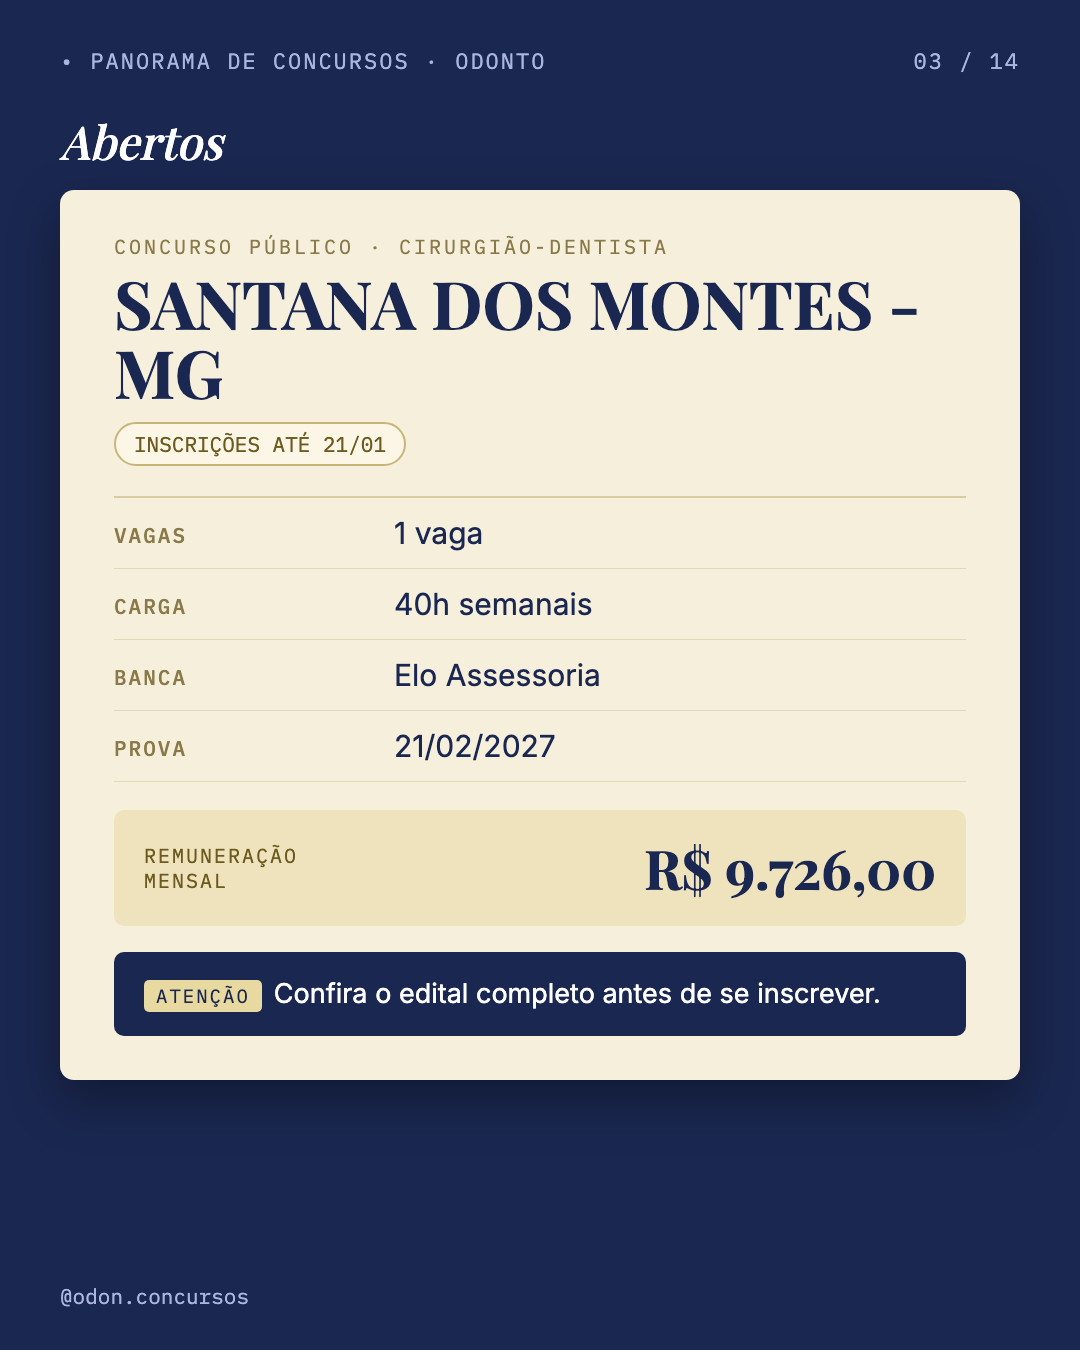 • PANORAMA DE CONCURSOS · ODONTO
03 / 14
Abertos
CONCURSO PÚBLICO · CIRURGIÃO-DENTISTA
SANTANA DOS MONTES -
MG
INSCRIÇÕES ATÉ 21/01
VAGAS
1 vaga
CARGA
40h semanais
BANCA
Elo Assessoria
PROVA
21/02/2027
REMUNERAÇÃO
MENSAL
R$ 9.726,00
ATENÇÃO Confira o edital completo antes de se inscrever.
@odon.concursos